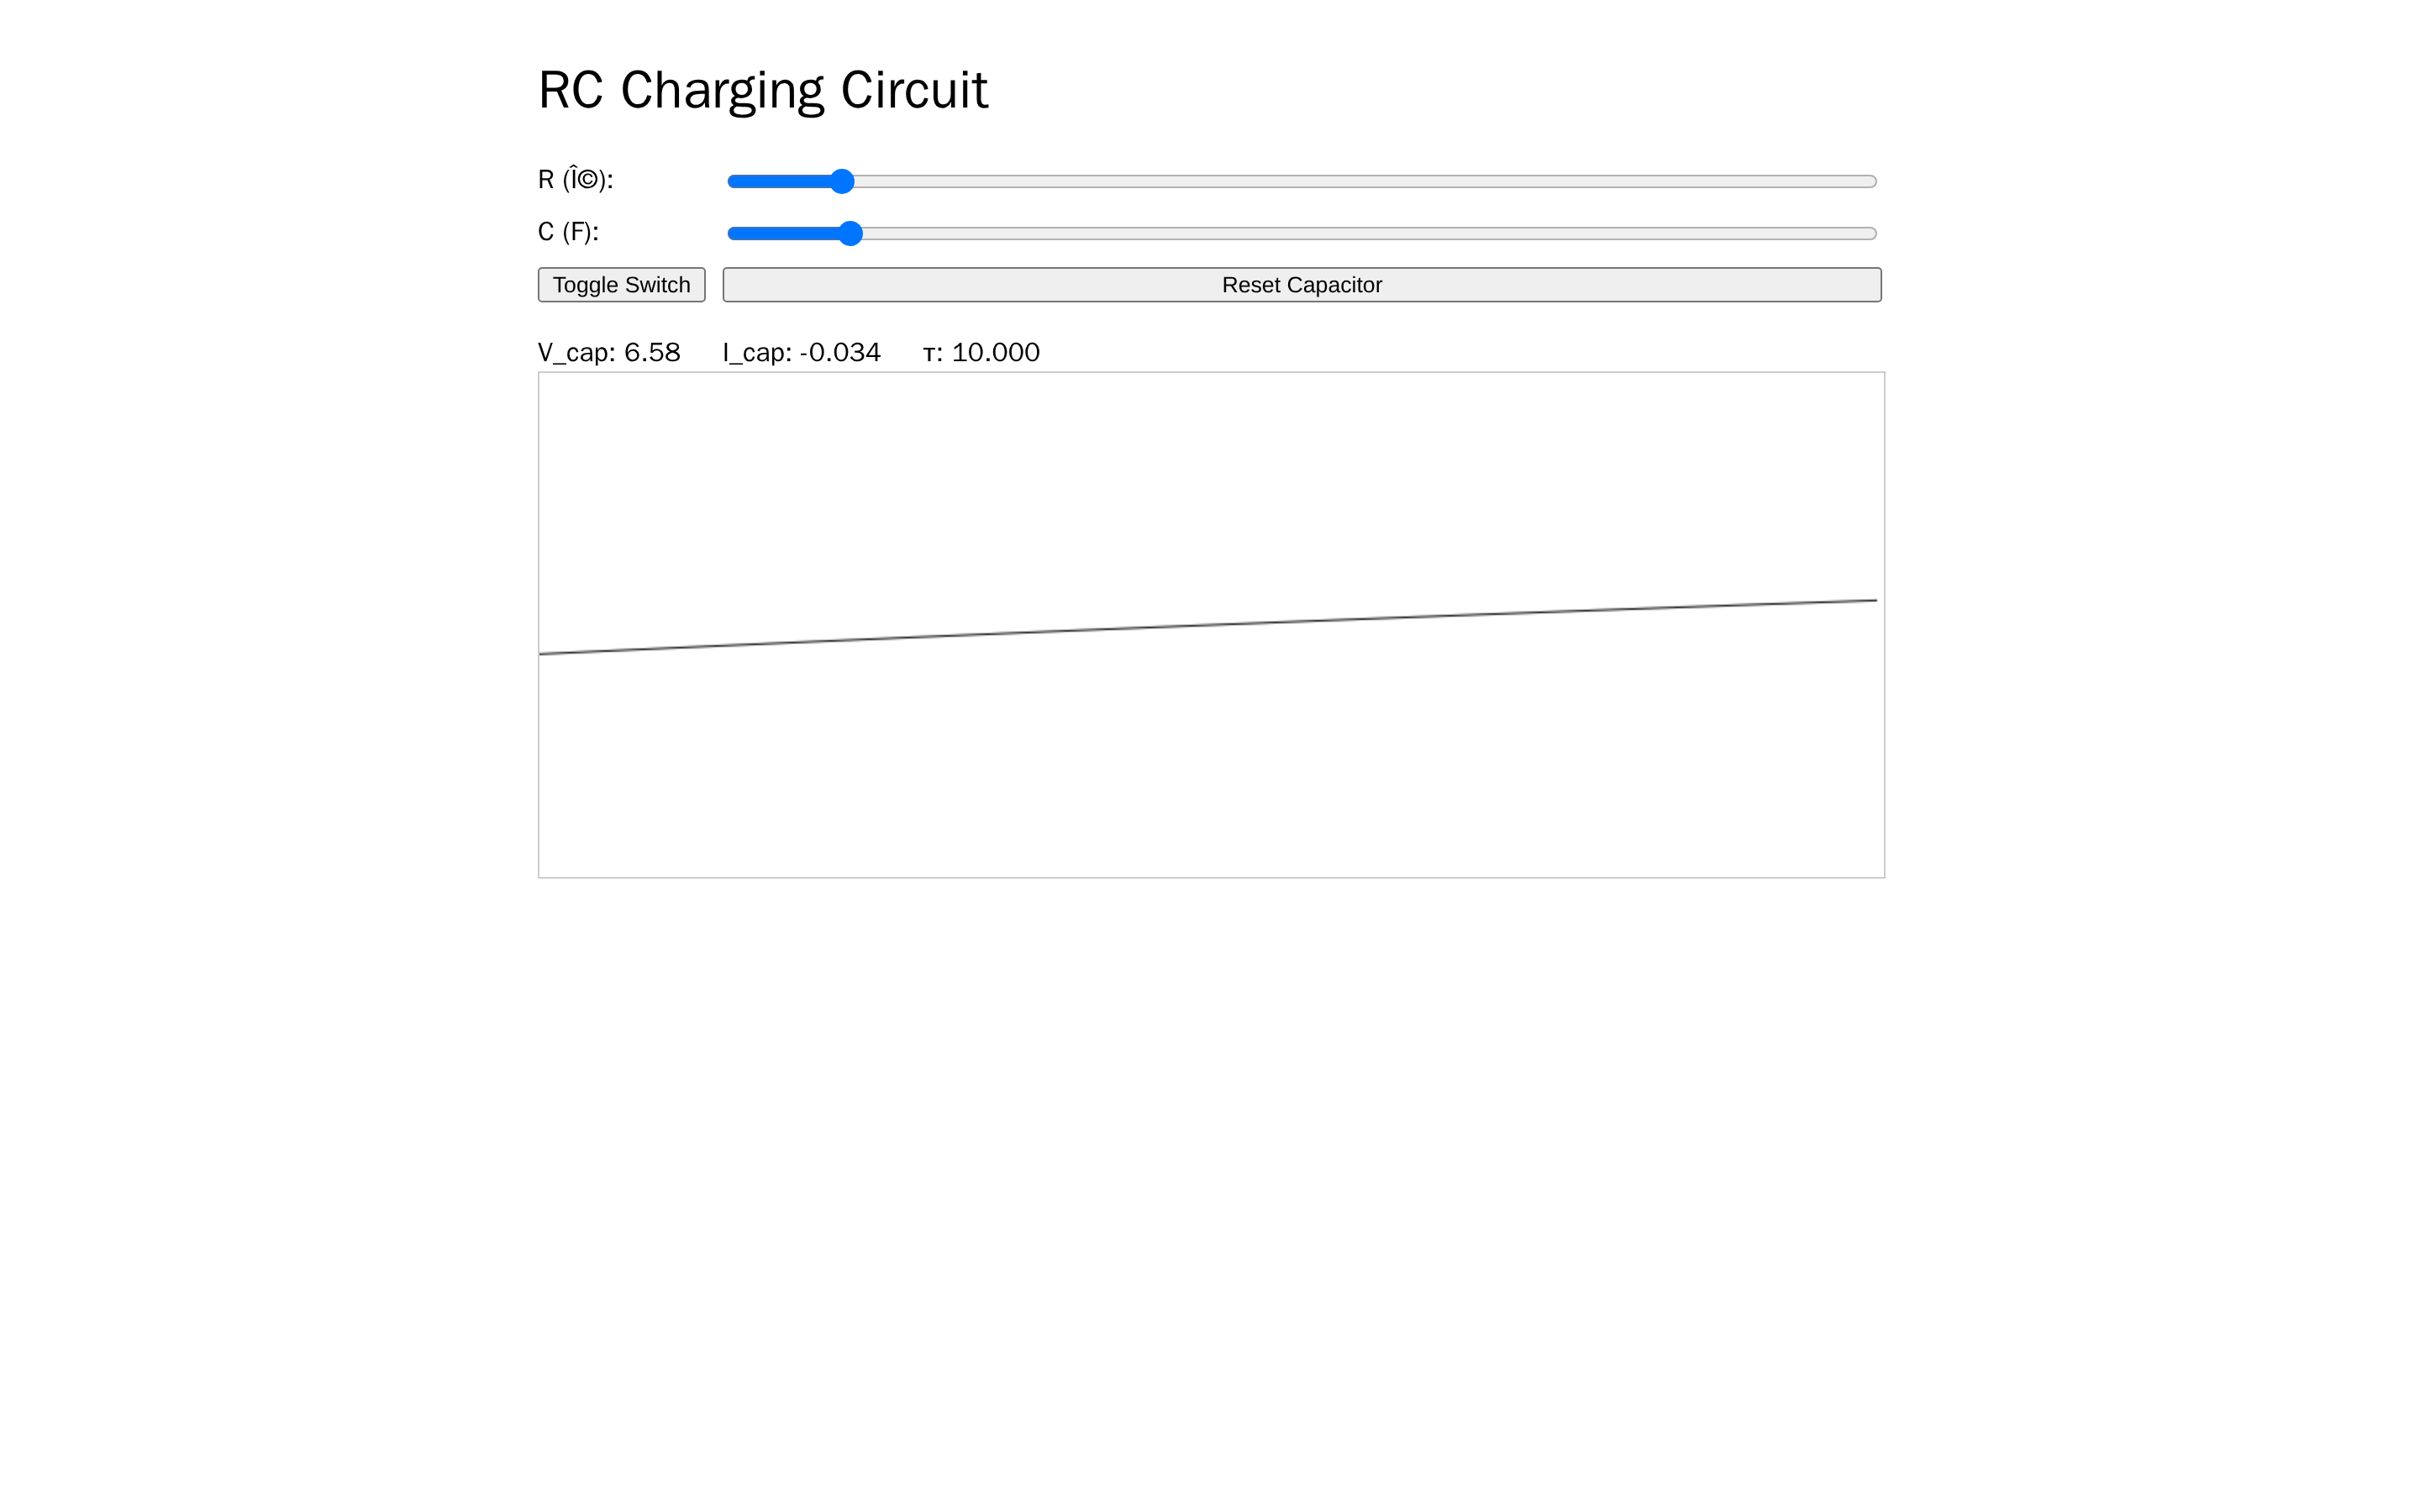 RC Charging Circuit
R (Î©):
C (F):
Toggle Switch Reset Capacitor
V_cap: 6.58 I_cap: -0.034 τ: 10.000